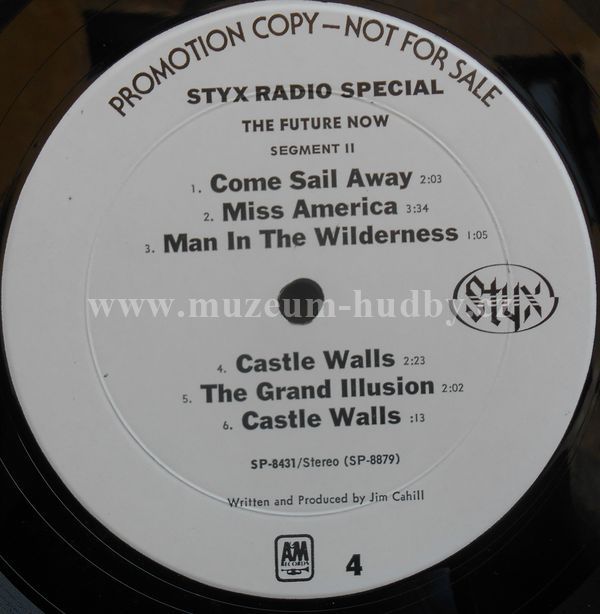 PROMOTION COPY — NOT FOR SALE
STYX RADIO SPECIAL
THE FUTURE NOW
SEGMENT II
1. Come Sail Away 2:03
2. Miss America 3:34
3. Man In The Wilderness 1:05
www.muzeum-hudby.
Styx
4. Castle Walls 2:23
5. The Grand Illusion 2:02
6. Castle Walls :13
SP-8431/Stereo (SP-8879)
Written and Produced by Jim Cahill
A&M
RECORDS
4